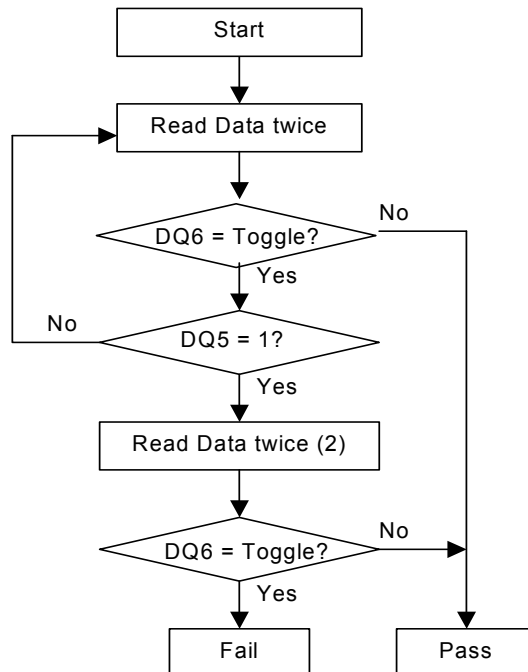 Start
Read Data twice
No
DQ6 = Toggle?
Yes
No
DQ5 = 1?
Yes
Read Data twice (2)
No
DQ6 = Toggle?
Yes
Fail
Pass